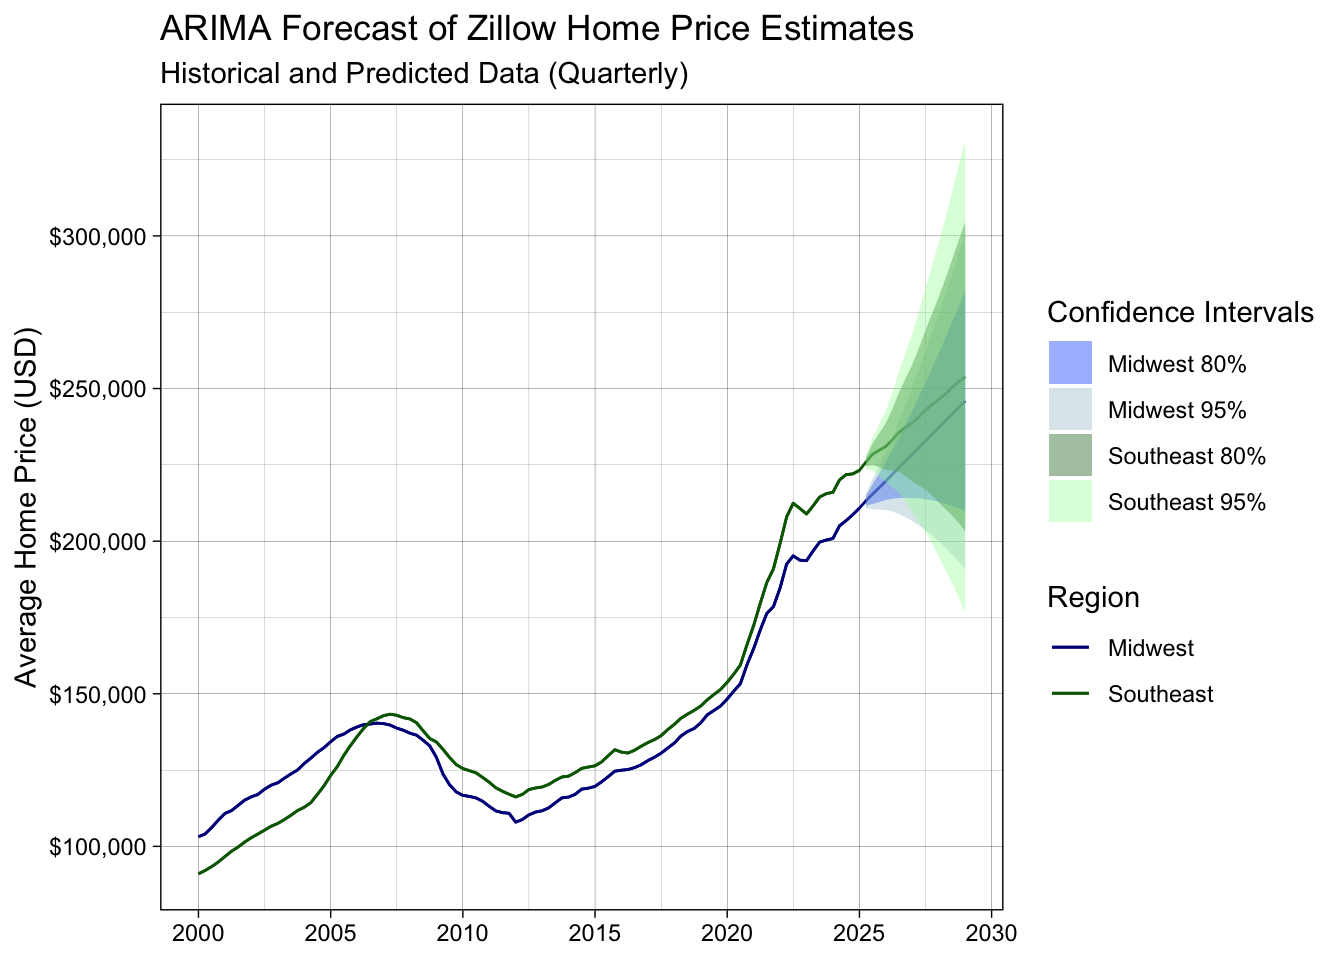 ARIMA Forecast of Zillow Home Price Estimates
Historical and Predicted Data (Quarterly)
Average Home Price (USD)
$300,000
$250,000
$200,000
$150,000
$100,000
2000 2005 2010 2015 2020 2025 2030
Confidence Intervals
Midwest 80%
Midwest 95%
Southeast 80%
Southeast 95%
Region
Midwest
Southeast